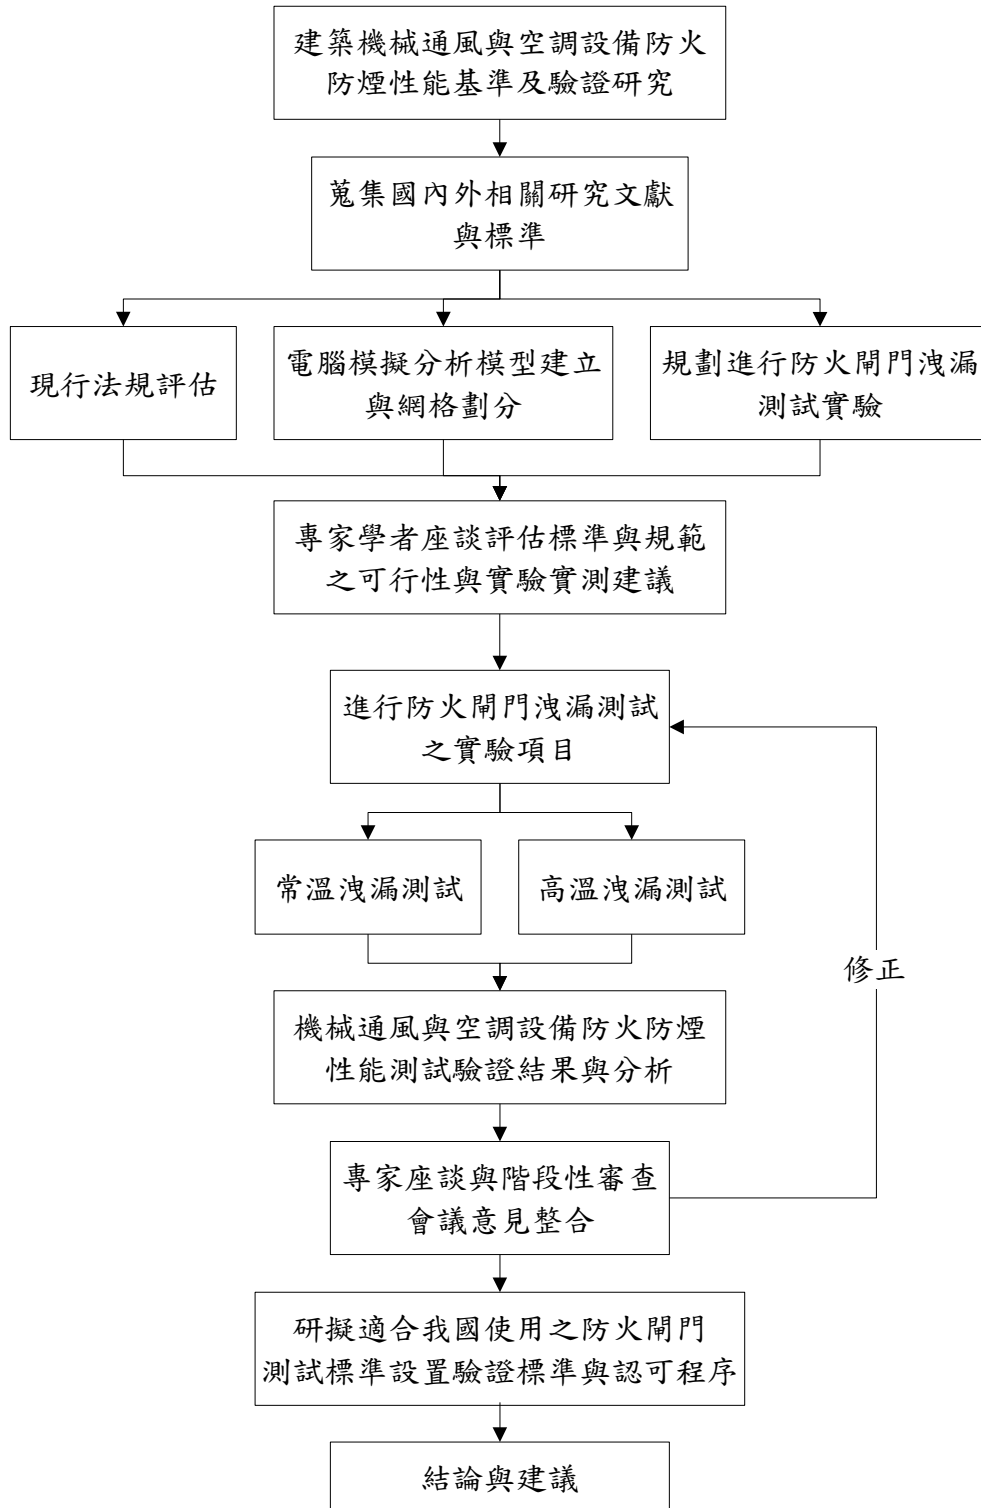 建築機械通風與空調設備防火
防煙性能基準及驗證研究
蒐集國內外相關研究文獻
與標準
現行法規評估
電腦模擬分析模型建立
與網格劃分
規劃進行防火閘門洩漏
測試實驗
專家學者座談評估標準與規範
之可行性與實驗實測建議
進行防火閘門洩漏測試
之實驗項目
常溫洩漏測試
高溫洩漏測試
修正
機械通風與空調設備防火防煙
性能測試驗證結果與分析
專家座談與階段性審查
會議意見整合
研擬適合我國使用之防火閘門
測試標準設置驗證標準與認可程序
結論與建議